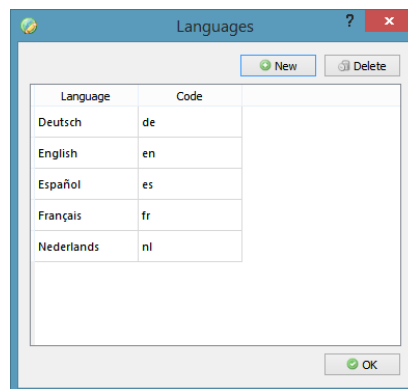 Languages ?
New Delete
Language Code
Deutsch de
English en
Español es
Français fr
Nederlands nl
OK